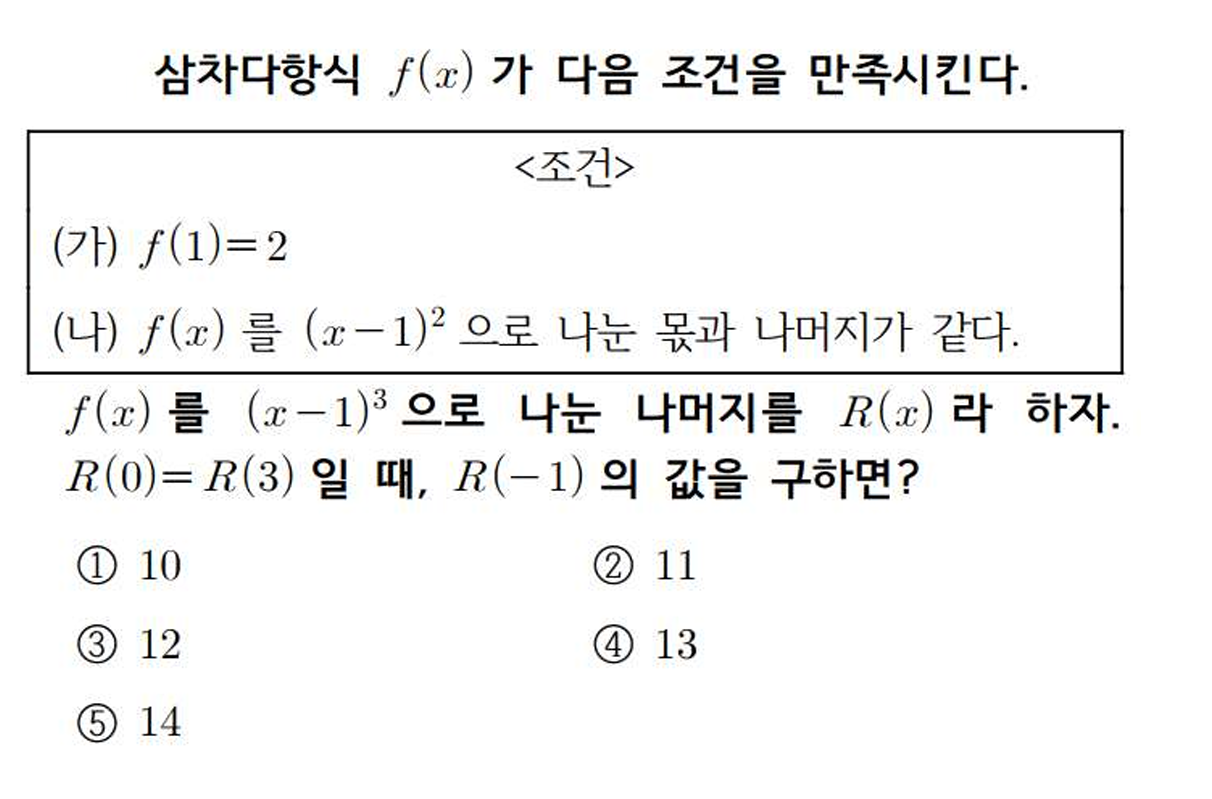 삼차다항식 f(x) 가 다음 조건을 만족시킨다.
<조건>
(가) f(1)=2
(나) f(x) 를 (x-1)² 으로 나눈 몫과 나머지가 같다.
f(x) 를 (x-1)³ 으로 나눈 나머지를 R(x) 라 하자.
R(0)=R(3) 일 때, R(-1) 의 값을 구하면?
① 10 ② 11
③ 12 ④ 13
⑤ 14